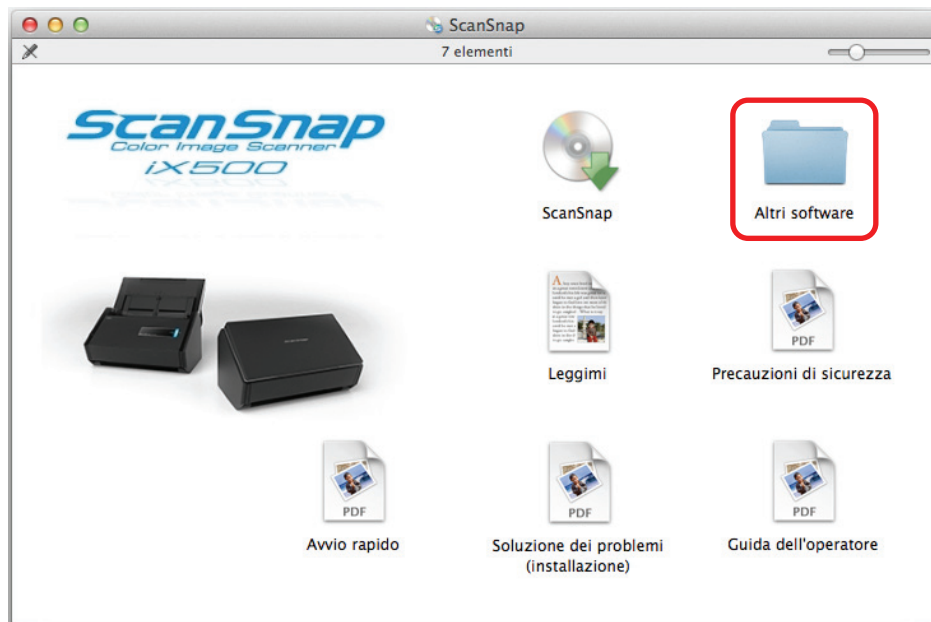 ScanSnap
7 elementi
ScanSnap
Color Image Scanner
iX500
ScanSnap
Altri software
PDF
Leggimi
Precauzioni di sicurezza
PDF
PDF
PDF
Avvio rapido
Soluzione dei problemi
(installazione)
Guida dell'operatore